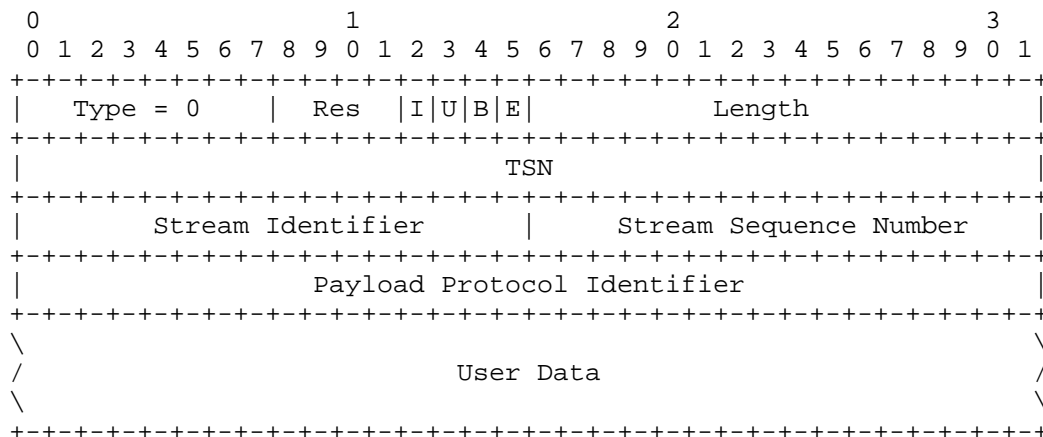 0                   1                   2                   3
 0 1 2 3 4 5 6 7 8 9 0 1 2 3 4 5 6 7 8 9 0 1 2 3 4 5 6 7 8 9 0 1
+-+-+-+-+-+-+-+-+-+-+-+-+-+-+-+-+-+-+-+-+-+-+-+-+-+-+-+-+-+-+-+-+
|   Type = 0    |  Res  |I|U|B|E|           Length              |
+-+-+-+-+-+-+-+-+-+-+-+-+-+-+-+-+-+-+-+-+-+-+-+-+-+-+-+-+-+-+-+-+
|                              TSN                              |
+-+-+-+-+-+-+-+-+-+-+-+-+-+-+-+-+-+-+-+-+-+-+-+-+-+-+-+-+-+-+-+-+
|        Stream Identifier      |     Stream Sequence Number    |
+-+-+-+-+-+-+-+-+-+-+-+-+-+-+-+-+-+-+-+-+-+-+-+-+-+-+-+-+-+-+-+-+
|                  Payload Protocol Identifier                  |
+-+-+-+-+-+-+-+-+-+-+-+-+-+-+-+-+-+-+-+-+-+-+-+-+-+-+-+-+-+-+-+-+
\                                                               \
/                           User Data                           /
\                                                               \
+-+-+-+-+-+-+-+-+-+-+-+-+-+-+-+-+-+-+-+-+-+-+-+-+-+-+-+-+-+-+-+-+